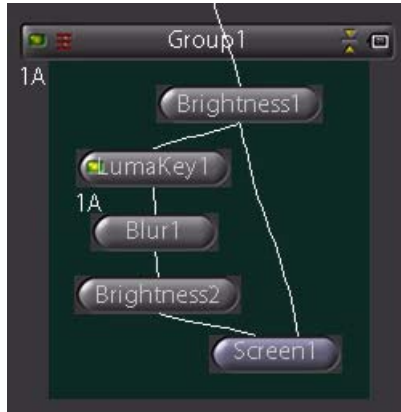 Group1
1A
Brightness1
LumaKey1
1A
Blur1
Brightness2
Screen1